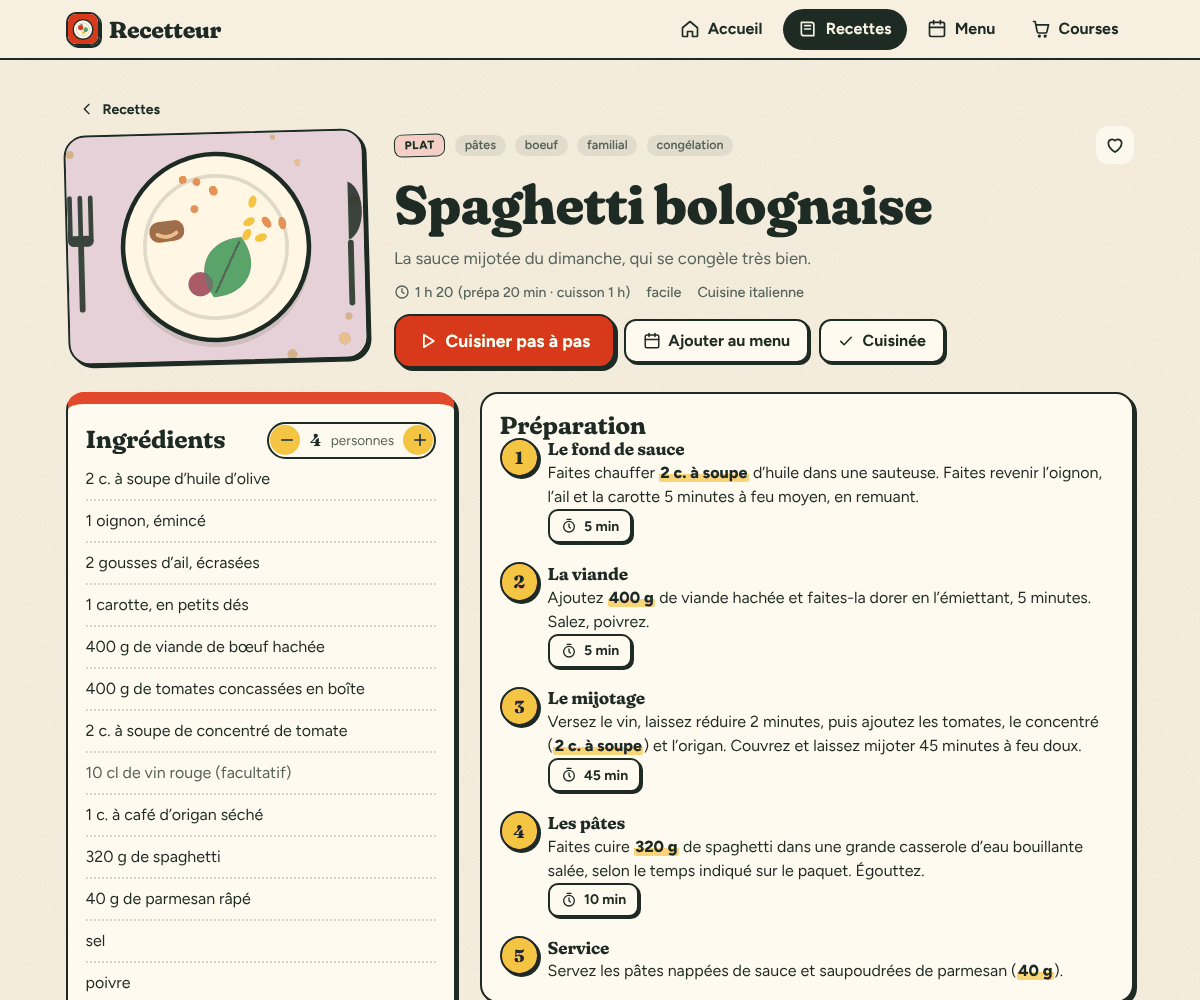 Recetteur
Accueil
Recettes
Menu
Courses
Recettes
PLAT
pâtes
boeuf
familial
congélation
Spaghetti bolognaise
La sauce mijotée du dimanche, qui se congèle très bien.
1 h 20 (prépa 20 min · cuisson 1 h)
facile
Cuisine italienne
Cuisiner pas à pas
Ajouter au menu
Cuisinée
Ingrédients
4 personnes
2 c. à soupe d’huile d’olive
1 oignon, émincé
2 gousses d’ail, écrasées
1 carotte, en petits dés
400 g de viande de bœuf hachée
400 g de tomates concassées en boîte
2 c. à soupe de concentré de tomate
10 cl de vin rouge (facultatif)
1 c. à café d’origan séché
320 g de spaghetti
40 g de parmesan râpé
sel
poivre
Préparation
1
Le fond de sauce
Faites chauffer 2 c. à soupe d’huile dans une sauteuse. Faites revenir l’oignon,
l’ail et la carotte 5 minutes à feu moyen, en remuant.
5 min
2
La viande
Ajoutez 400 g de viande hachée et faites-la dorer en l’émiettant, 5 minutes.
Salez, poivrez.
5 min
3
Le mijotage
Versez le vin, laissez réduire 2 minutes, puis ajoutez les tomates, le concentré
(2 c. à soupe) et l’origan. Couvrez et laissez mijoter 45 minutes à feu doux.
45 min
4
Les pâtes
Faites cuire 320 g de spaghetti dans une grande casserole d’eau bouillante
salée, selon le temps indiqué sur le paquet. Égouttez.
10 min
5
Service
Servez les pâtes nappées de sauce et saupoudrées de parmesan (40 g).